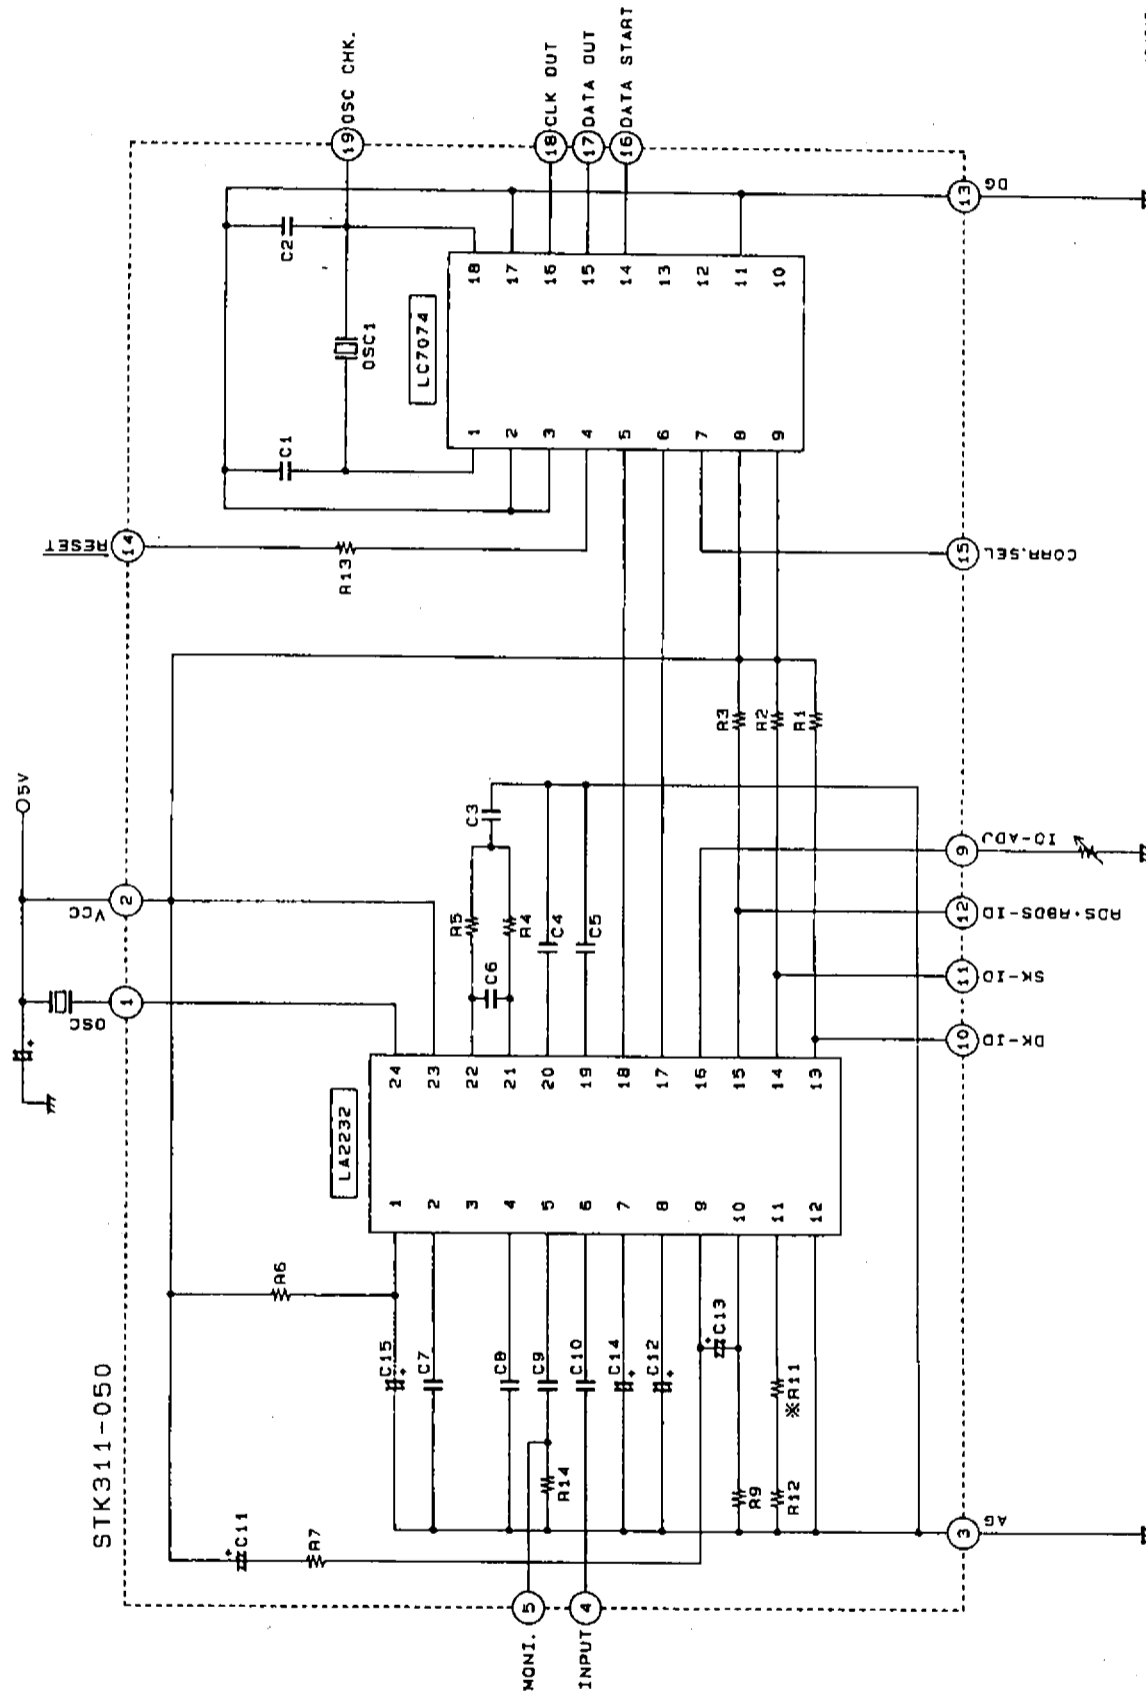 STK311-050
5V
OSC
1
VCC
2
RESET
14
19 OSC CHK.
18 CLK OUT
17 DATA OUT
16 DATA START
13
DG
15
CORR.SEL
9
IO-ADJ
12
RDS·ABDS-ID
11
SK-ID
10
DK-ID
3
AG
MONI. 5
INPUT 4
LA2232
1
2
3
4
5
6
7
8
9
10
11
12
24
23
22
21
20
19
18
17
16
15
14
13
LC7074
1
2
3
4
5
6
7
8
9
18
17
16
15
14
13
12
11
10
C1
C2
OSC1
R13
R3
R2
R1
C3
R5
R4
C6
C4
C5
R6
C15
C7
C8
C9
C10
C14
C12
C13
※R11
R14
R9
R12
C11
R7
+
+
+
+
+
+